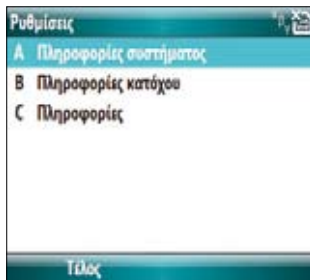 Ρυθμίσεις
A Πληροφορίες συστήματος
B Πληροφορίες κατόχου
C Πληροφορίες
Τέλος